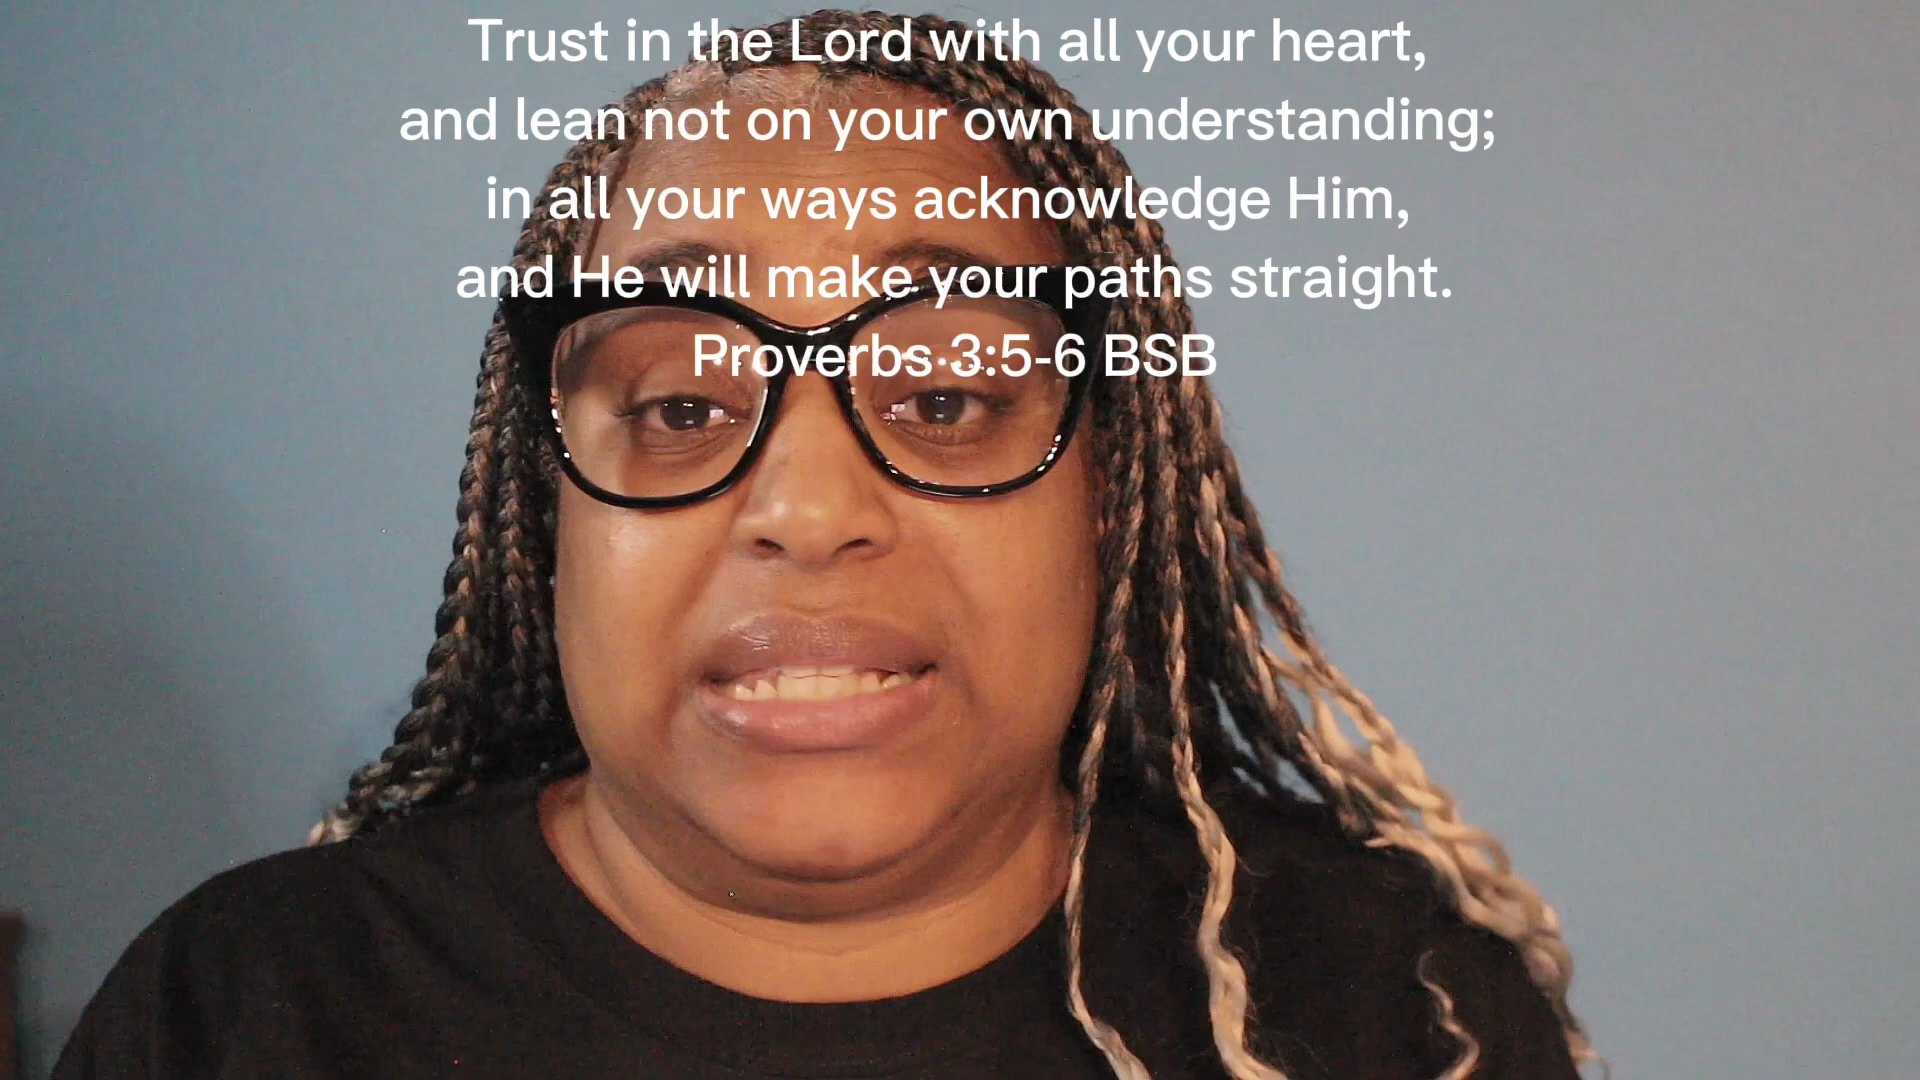 Trust in the Lord with all your heart,
and lean not on your own understanding;
in all your ways acknowledge Him,
and He will make your paths straight.
Proverbs 3:5-6 BSB